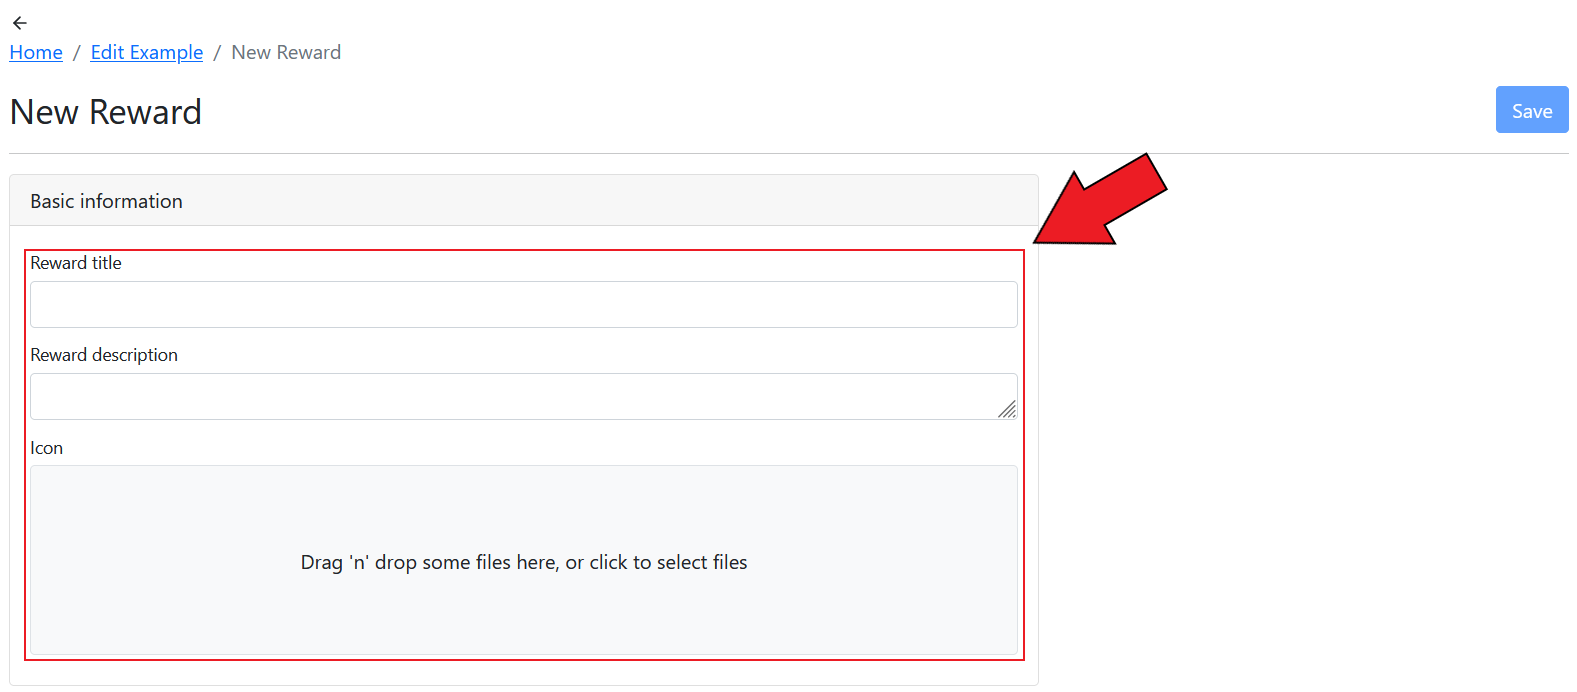 Home / Edit Example / New Reward
New Reward
Save
Basic information
Reward title
Reward description
Icon
Drag 'n' drop some files here, or click to select files